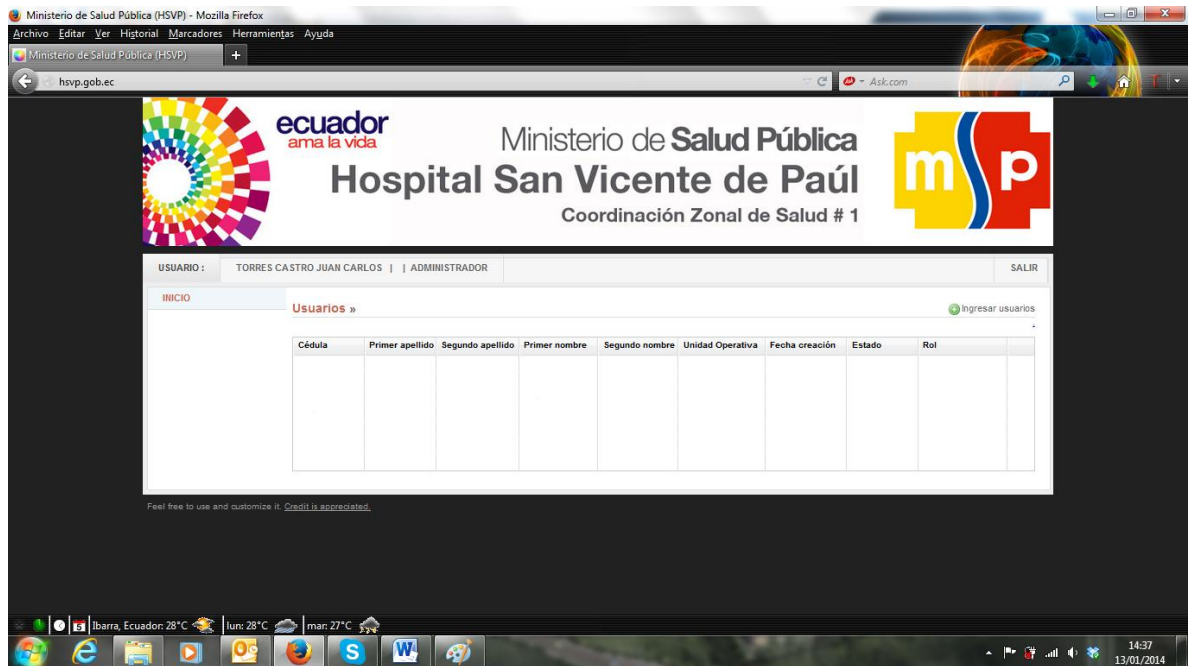 Ministerio de Salud Pública (HSVP) - Mozilla Firefox
Archivo Editar Ver Historial Marcadores Herramientas Ayuda
Ministerio de Salud Pública (HSVP) +
hsvp.gob.ec
Ask.com
ecuador
ama la vida
Ministerio de Salud Pública
Hospital San Vicente de Paúl
Coordinación Zonal de Salud # 1
msp
USUARIO : TORRES CASTRO JUAN CARLOS | | ADMINISTRADOR SALIR
INICIO
Usuarios » Ingresar usuarios
Cédula Primer apellido Segundo apellido Primer nombre Segundo nombre Unidad Operativa Fecha creación Estado Rol
Feel free to use and customize it. Credit is appreciated.
5 Ibarra, Ecuador: 28°C lun: 28°C mar: 27°C
14:37
13/01/2014